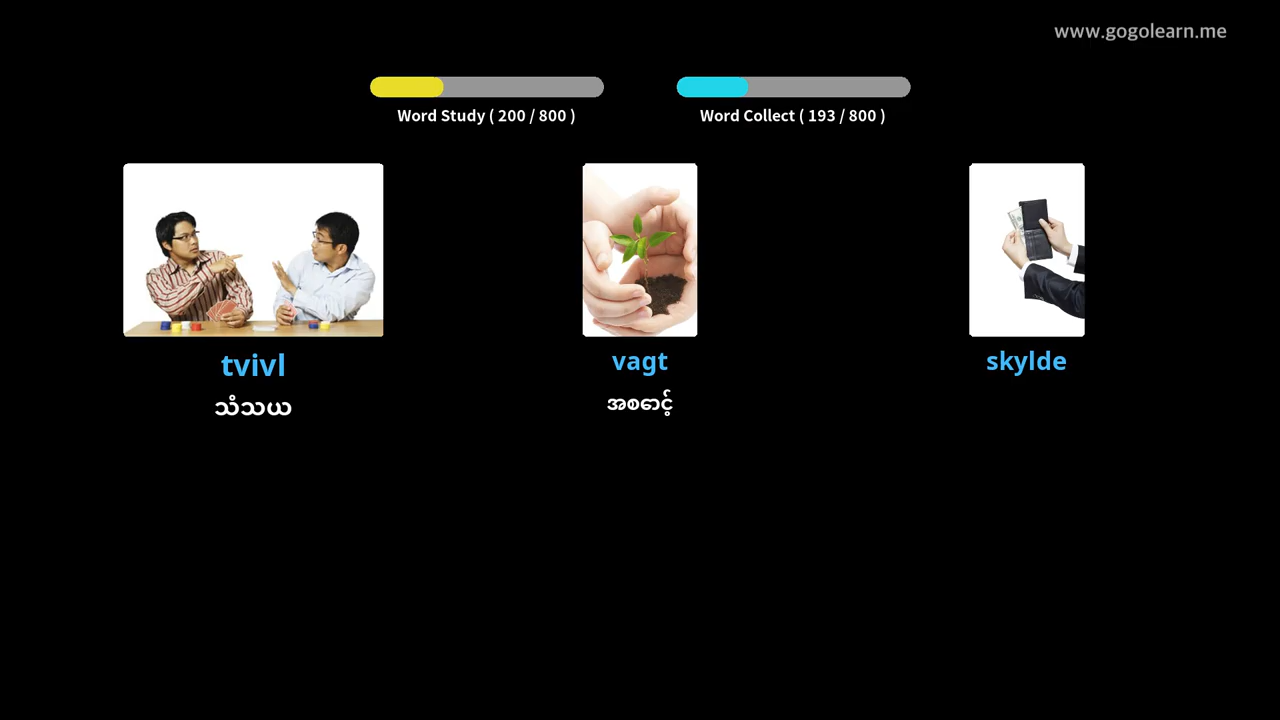 www.gogolearn.me
Word Study ( 200 / 800 )
Word Collect ( 193 / 800 )
tvivl
vagt
skylde
သံသယ
အစောင့်